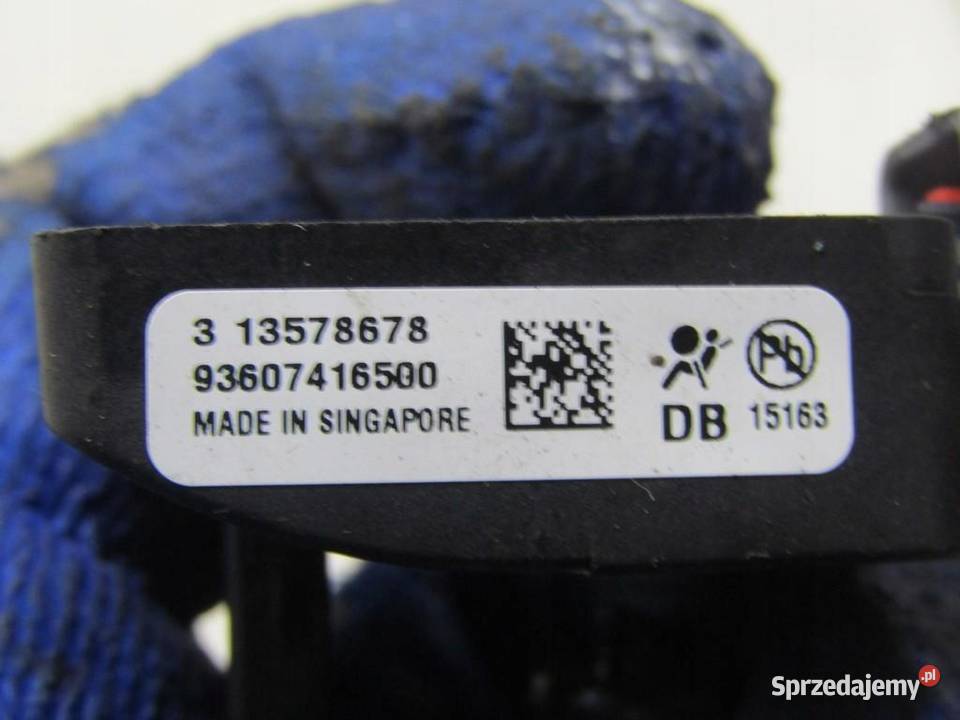 3 13578678
93607416500
MADE IN SINGAPORE
Pb
DB 15163
Sprzedajemy.pl